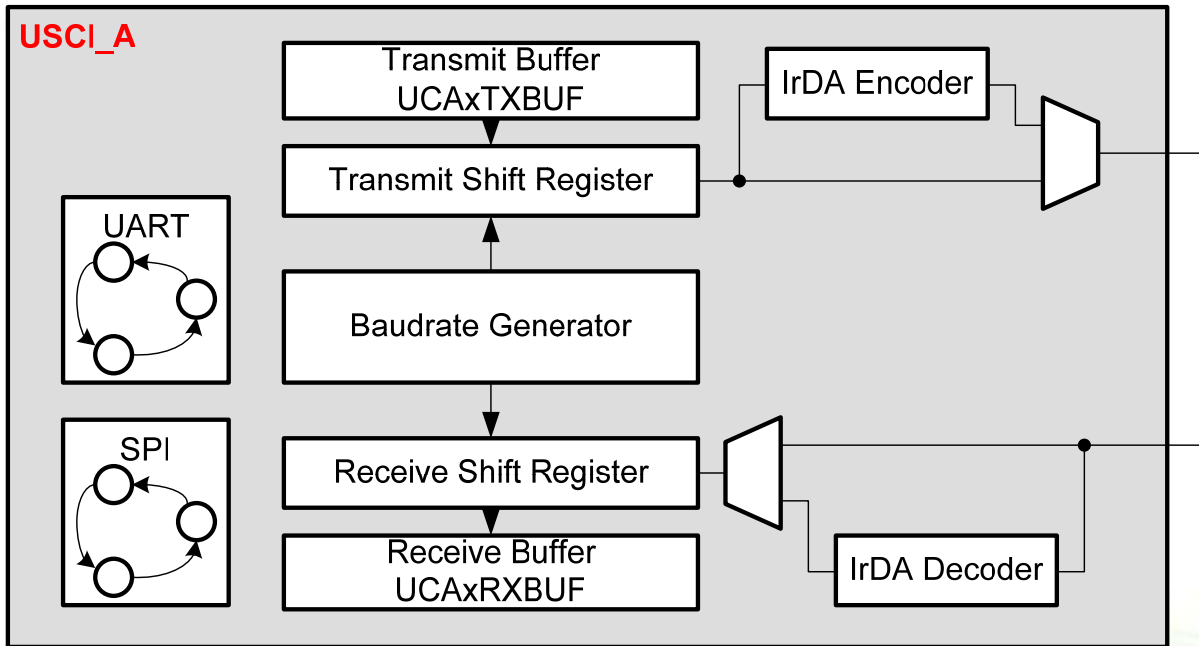 USCI_A
Transmit Buffer
UCAxTXBUF
IrDA Encoder
Transmit Shift Register
UART
Baudrate Generator
SPI
Receive Shift Register
Receive Buffer
UCAxRXBUF
IrDA Decoder